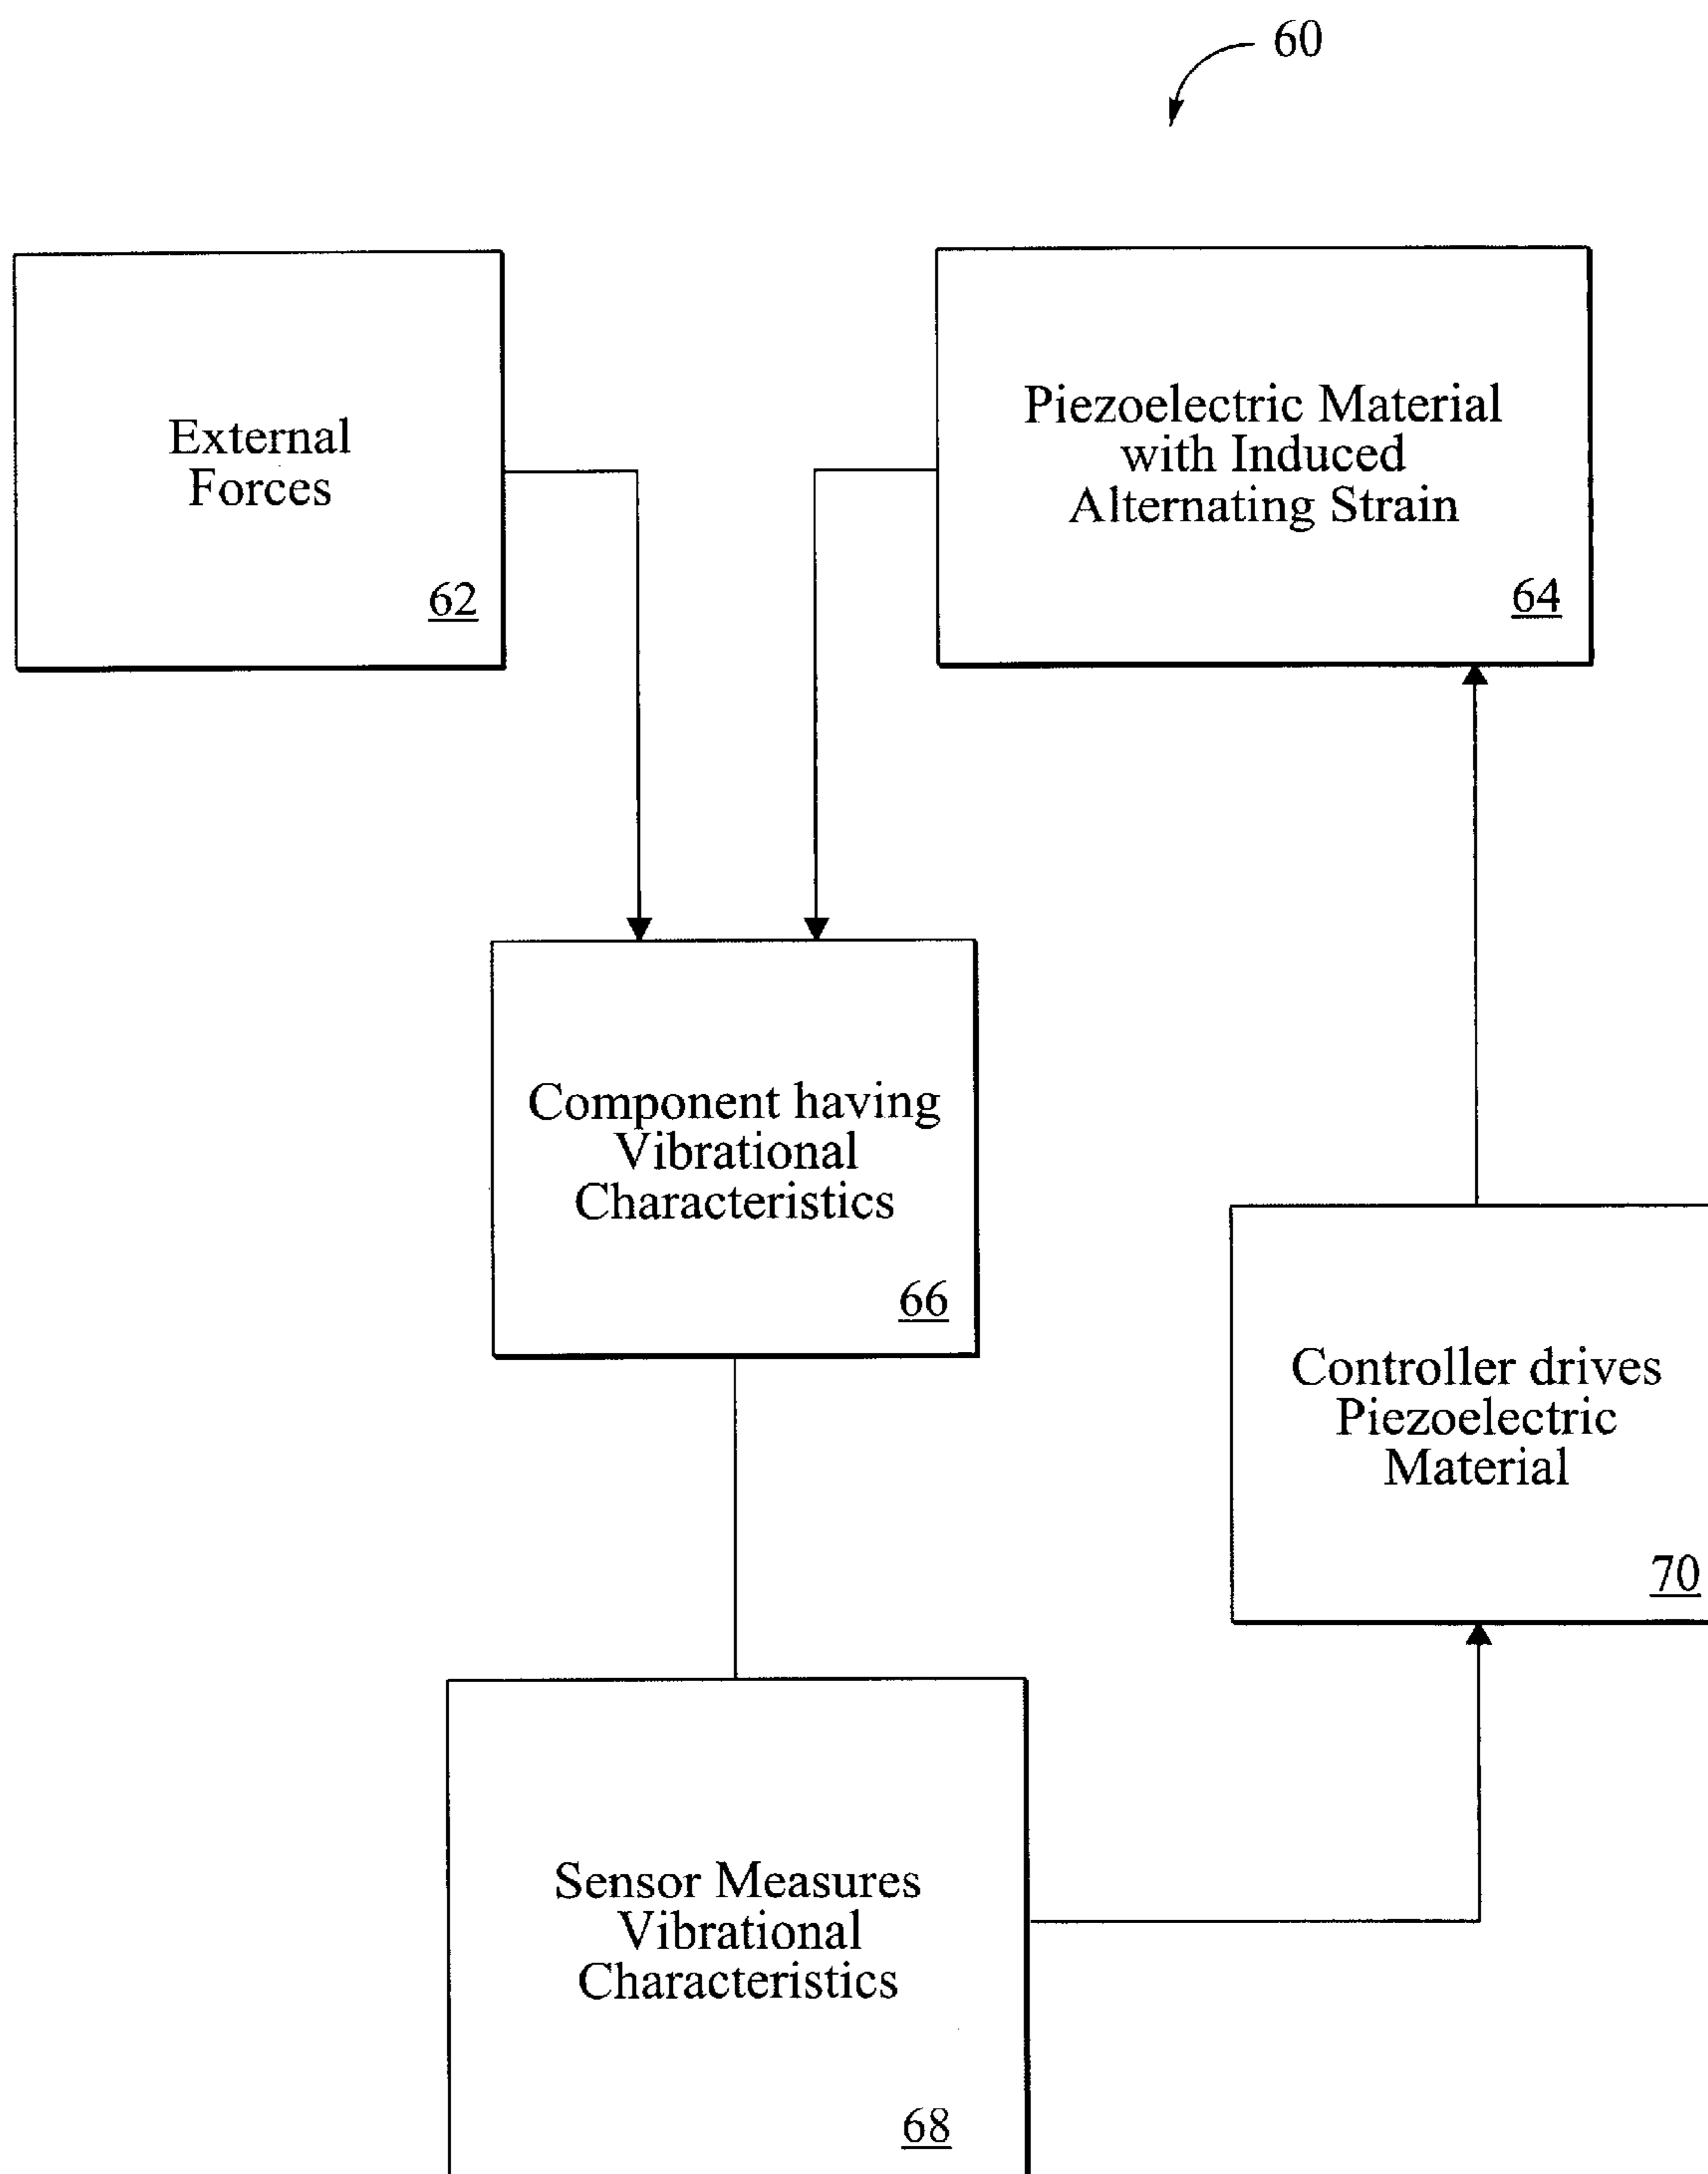 60
External
Forces
62
Piezoelectric Material
with Induced
Alternating Strain
64
Component having
Vibrational
Characteristics
66
Controller drives
Piezoelectric
Material
70
Sensor Measures
Vibrational
Characteristics
68